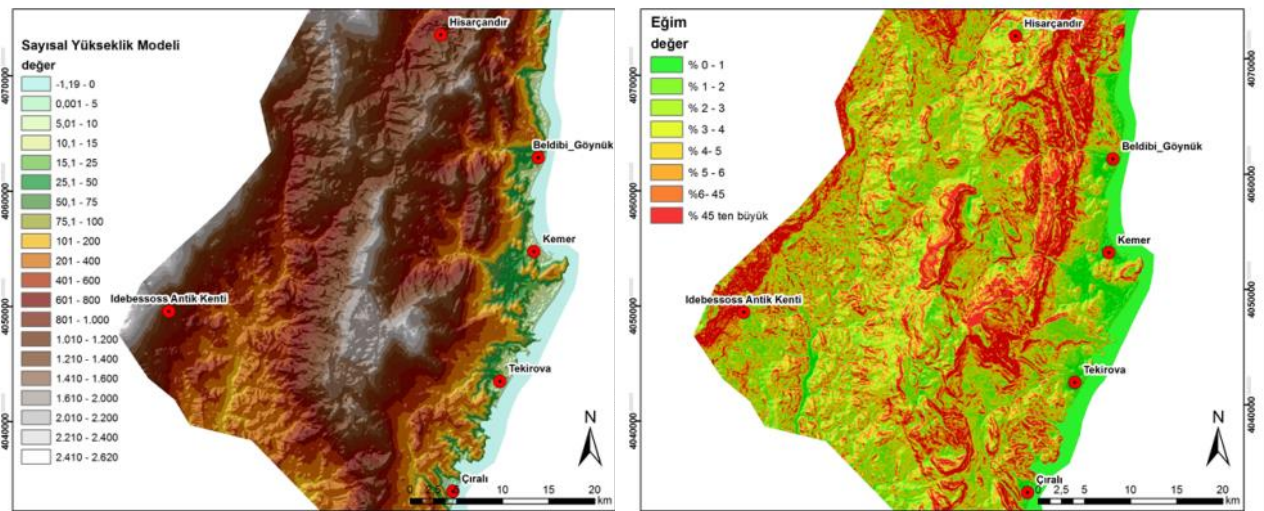 Sayısal Yükseklik Modeli
değer
-1,19 - 0
0,001 - 5
5,01 - 10
10,1 - 15
15,1 - 25
25,1 - 50
50,1 - 75
75,1 - 100
101 - 200
201 - 400
401 - 600
601 - 800
801 - 1.000
1.010 - 1.200
1.210 - 1.400
1.410 - 1.600
1.610 - 2.000
2.010 - 2.200
2.210 - 2.400
2.410 - 2.620
4070000
4060000
4050000
4040000
Hisarçandır
Beldibi_Göynük
Kemer
Idebessoss Antik Kenti
Tekirova
Çıralı
N
0
10
15
20
km
Eğim
değer
% 0 - 1
% 1 - 2
% 2 - 3
% 3 - 4
% 4- 5
% 5 - 6
%6- 45
% 45 ten büyük
Hisarçandır
Beldibi_Göynük
Kemer
Idebessoss Antik Kenti
Tekirova
Çıralı
N
0 2,5 5 10 15 20
km
4070000
4060000
4050000
4040000